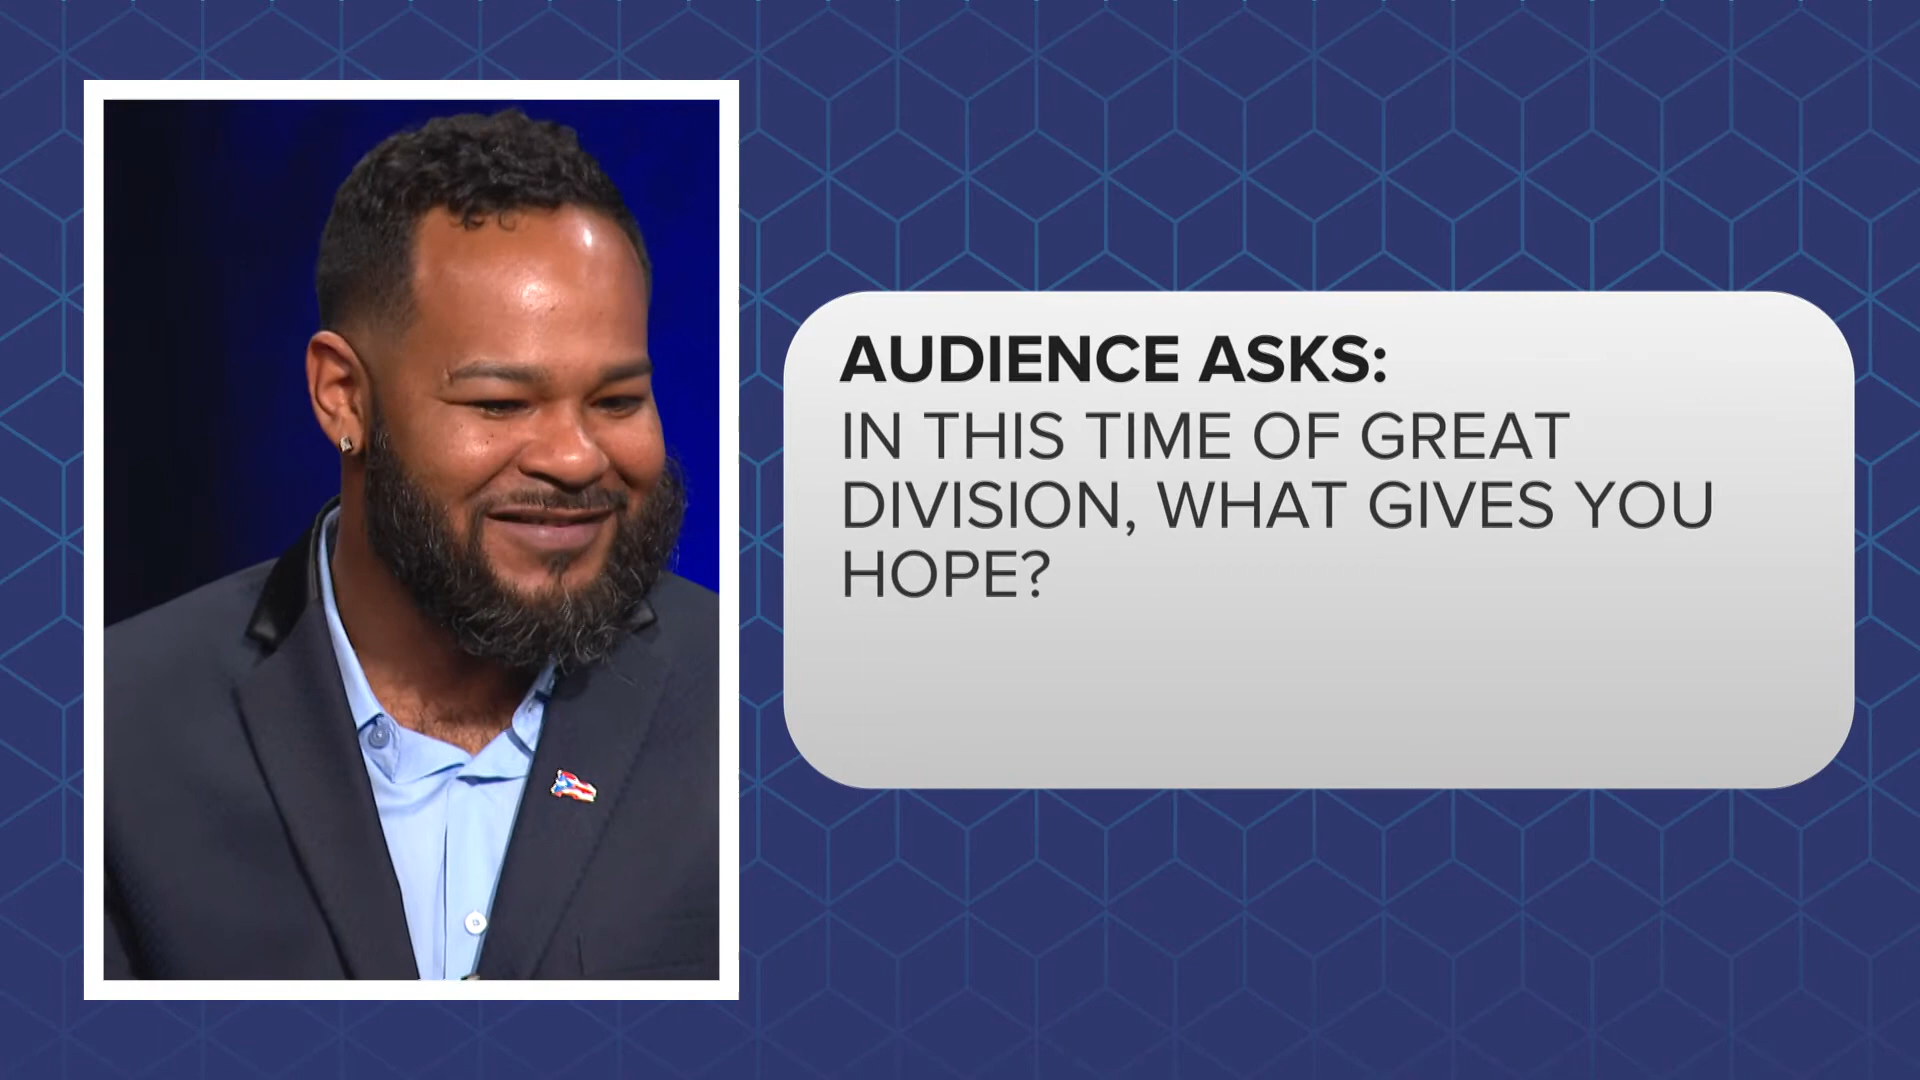 AUDIENCE ASKS:
IN THIS TIME OF GREAT
DIVISION, WHAT GIVES YOU
HOPE?